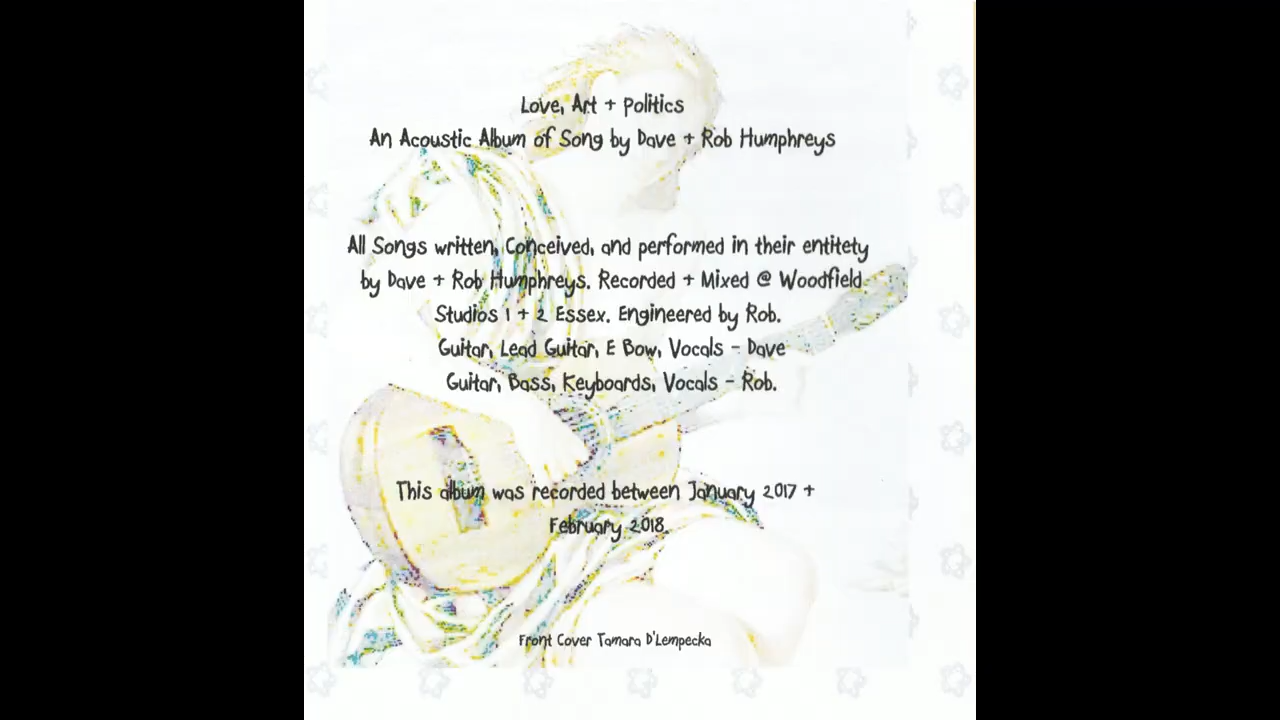 Love, Art + Politics
An Acoustic Album of Song by Dave + Rob Humphreys
All Songs written, Conceived, and performed in their entitety
by Dave + Rob Humphreys. Recorded + Mixed @ Woodfield
Studios 1 + 2 Essex. Engineered by Rob.
Guitar, Lead Guitar, E Bow, Vocals - Dave
Guitar, Bass, Keyboards, Vocals - Rob.
This album was recorded between January 2017 +
February 2018.
Front Cover Tamara D'Lempecka